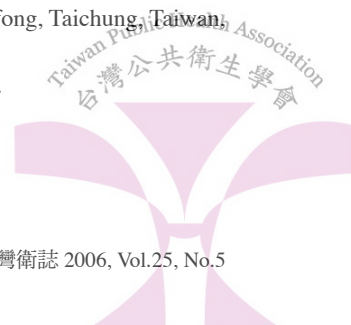 fong, Taichung, Taiwan,
Taiwan Public Health Association
台灣公共衛生學會
灣衛誌 2006, Vol.25, No.5